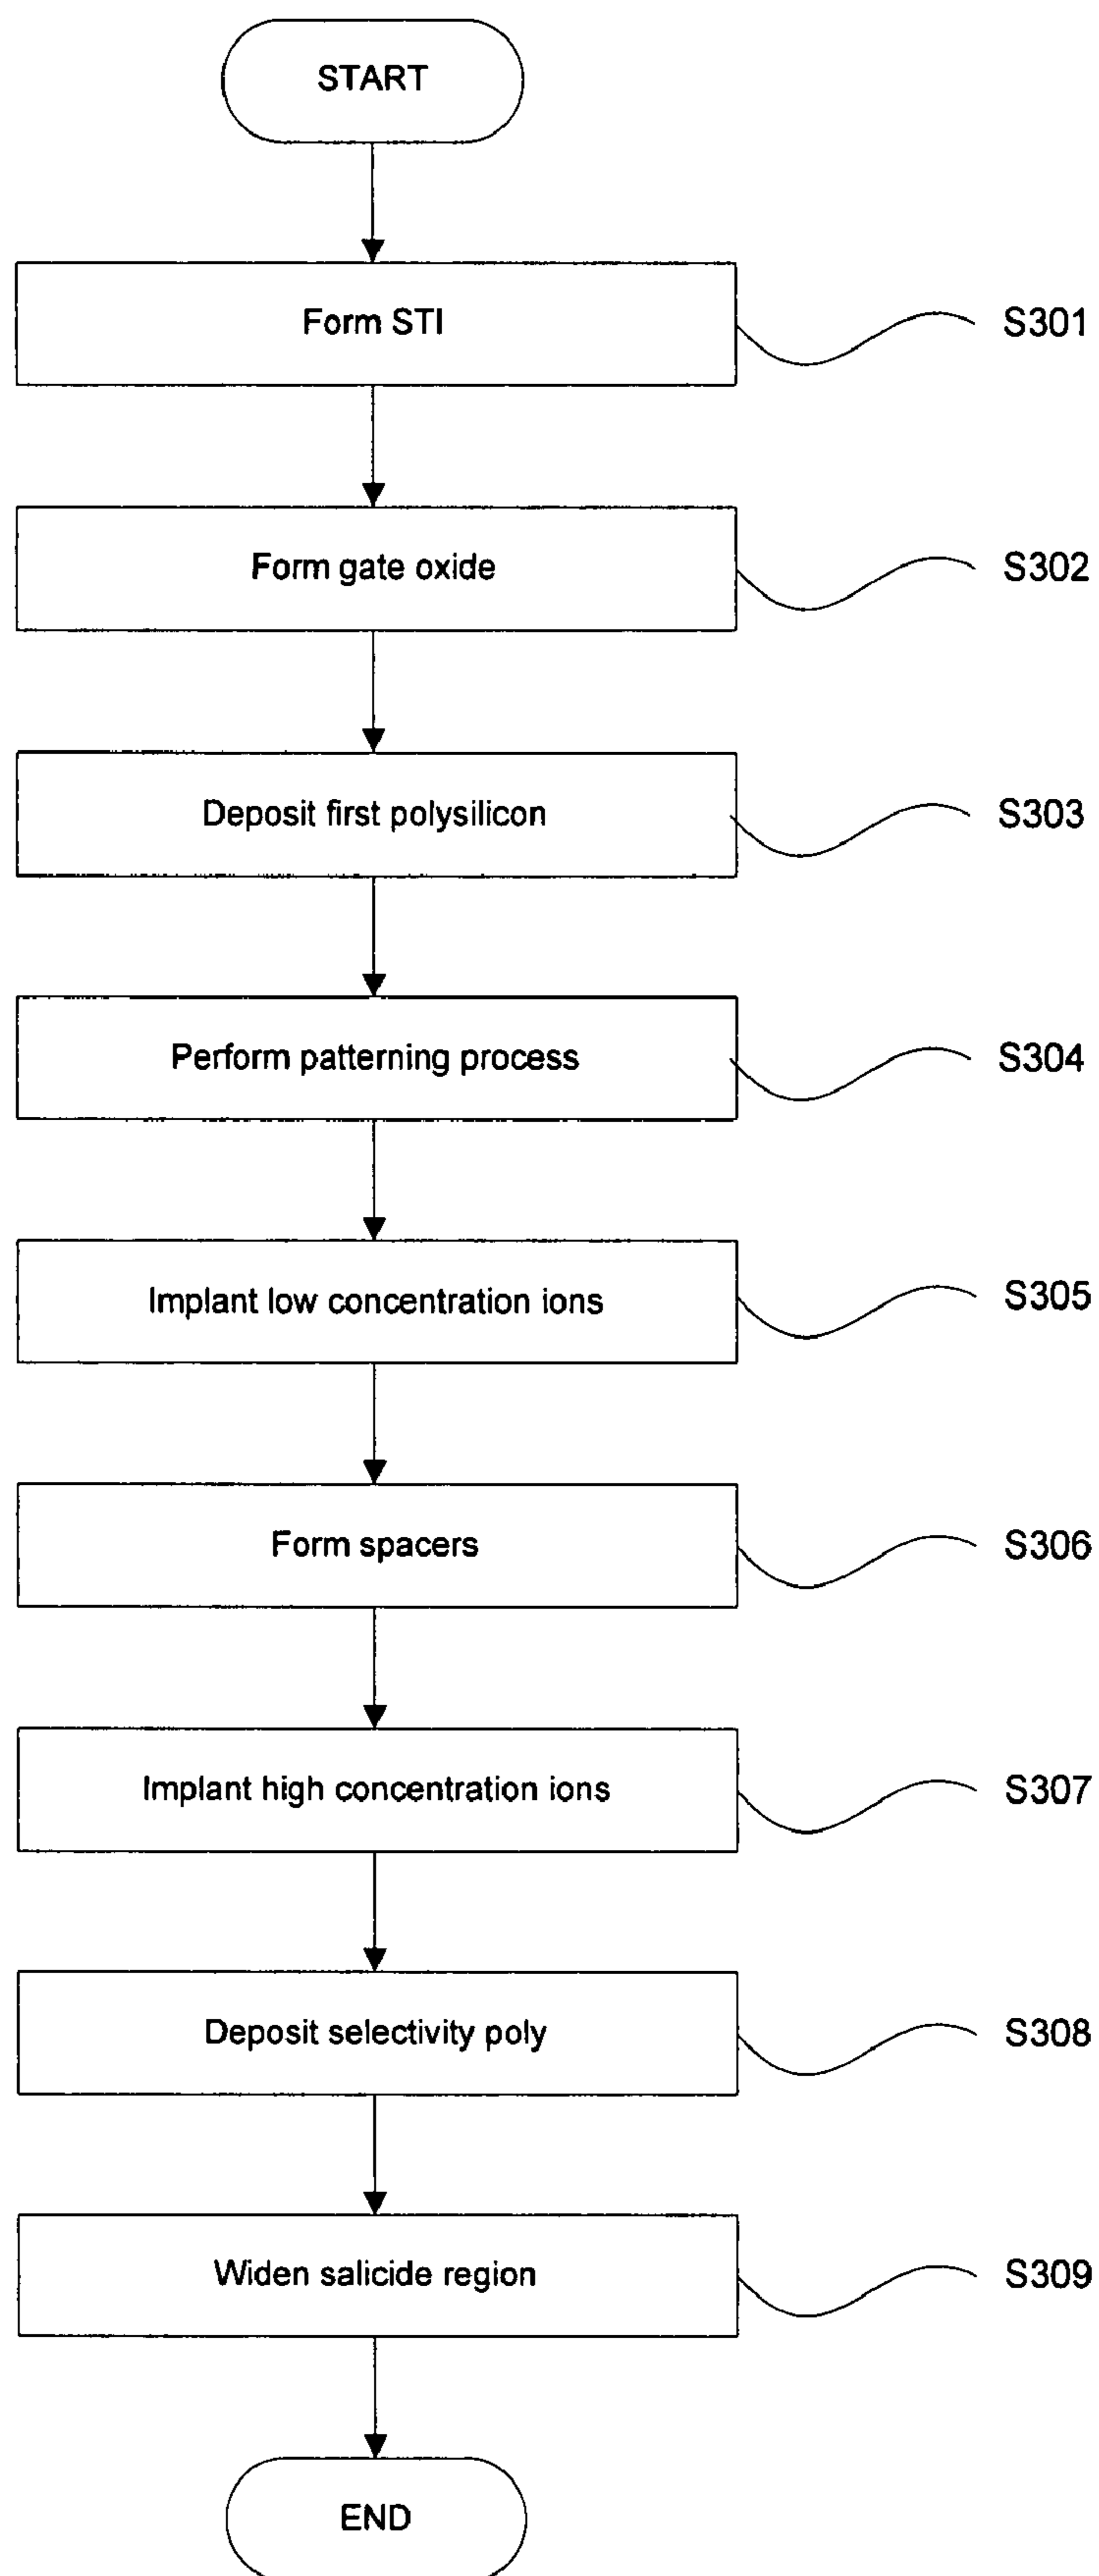 START
Form STI
S301
Form gate oxide
S302
Deposit first polysilicon
S303
Perform patterning process
S304
Implant low concentration ions
S305
Form spacers
S306
Implant high concentration ions
S307
Deposit selectivity poly
S308
Widen salicide region
S309
END